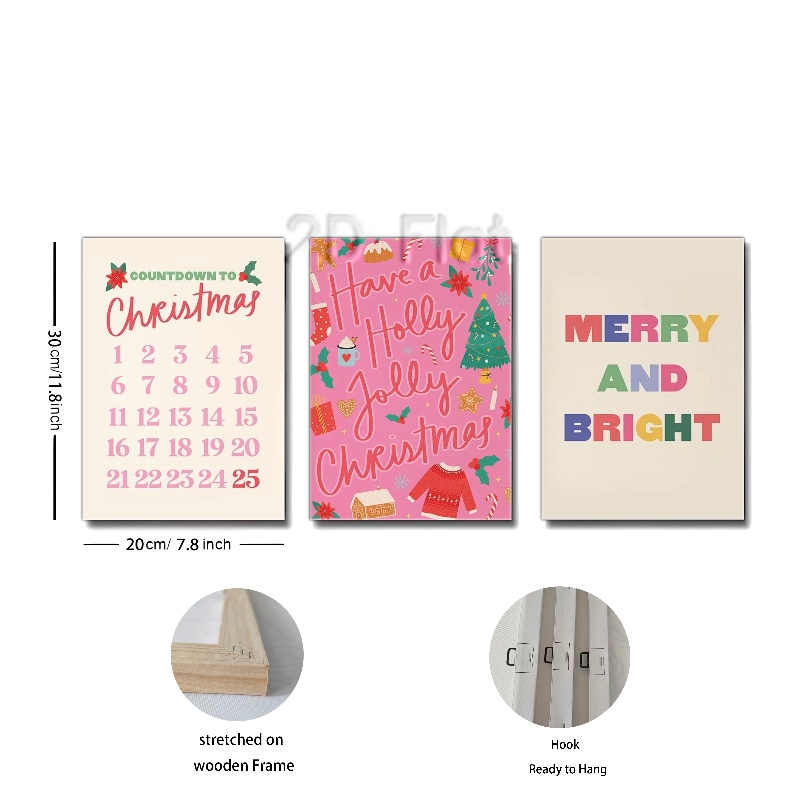 2D Flat
30cm/11.8inch
COUNTDOWN TO
Christmas
1 2 3 4 5
6 7 8 9 10
11 12 13 14 15
16 17 18 19 20
21 22 23 24 25
Have a
Holly
Jolly
Christmas
MERRY
AND
BRIGHT
20cm/ 7.8 inch
stretched on
wooden Frame
Hook
Ready to Hang